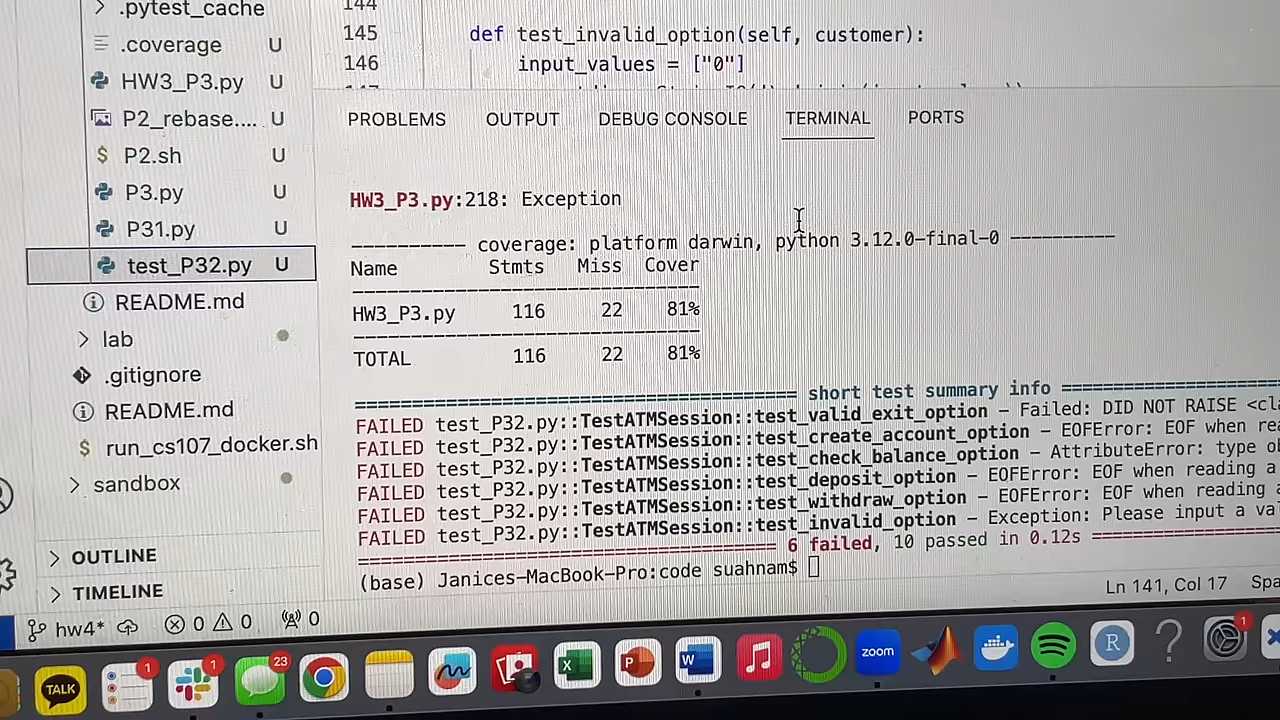 .pytest_cache
.coverage U
HW3_P3.py U
P2_rebase.... U
P2.sh U
P3.py U
P31.py U
test_P32.py U
README.md
lab
.gitignore
README.md
run_cs107_docker.sh
sandbox
OUTLINE
TIMELINE
144
145 def test_invalid_option(self, customer):
146 input_values = ["0"]
PROBLEMS OUTPUT DEBUG CONSOLE TERMINAL PORTS
HW3_P3.py:218: Exception
---------- coverage: platform darwin, python 3.12.0-final-0 ----------
Name Stmts Miss Cover
HW3_P3.py 116 22 81%
TOTAL 116 22 81%
short test summary info
FAILED test_P32.py::TestATMSession::test_valid_exit_option - Failed: DID NOT RAISE <cla
FAILED test_P32.py::TestATMSession::test_create_account_option - EOFError: EOF when rea
FAILED test_P32.py::TestATMSession::test_check_balance_option - AttributeError: type ob
FAILED test_P32.py::TestATMSession::test_deposit_option - EOFError: EOF when reading a
FAILED test_P32.py::TestATMSession::test_withdraw_option - EOFError: EOF when reading a
FAILED test_P32.py::TestATMSession::test_invalid_option - Exception: Please input a val
6 failed, 10 passed in 0.12s
(base) Janices-MacBook-Pro:code suahnam$
hw4* 0 0 0
Ln 141, Col 17 Spa
TALK 1 1 23 X P W zoom R ? 1